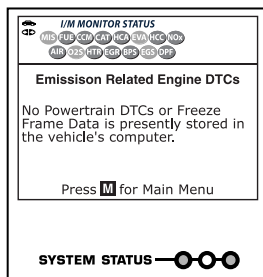 I/M MONITOR STATUS
MIS FUE CCM CAT HCA EVA HCC NOx
AIR O2S HTR EGR BPS EGS DPF
Emissison Related Engine DTCs
No Powertrain DTCs or Freeze
Frame Data is presently stored in
the vehicle's computer.
Press M for Main Menu
SYSTEM STATUS